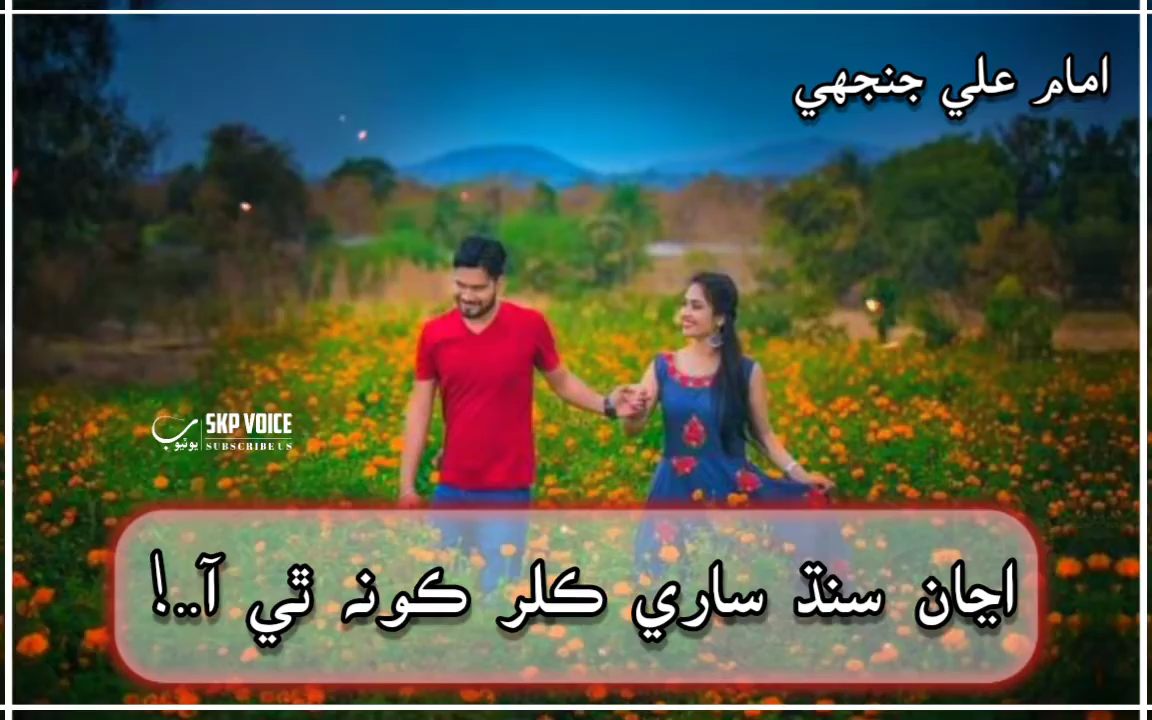 امام علي جنجهي
SKP VOICE
يوٽيوب SUBSCRIBE US
اڃان سنڌ ساري ڪلر ڪونہ ٿي آ..!